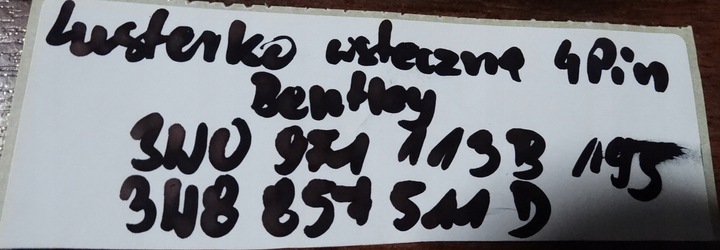 Lusterko wsteczne 4Pin
Bentley
3W0 971 113B 195
3W8 857 511 D